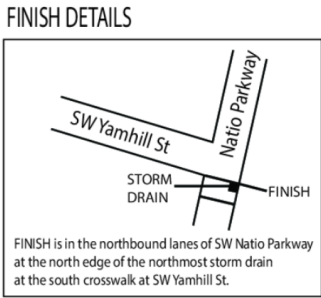 FINISH DETAILS
Natio Parkway
SW Yamhill St
STORM
DRAIN
FINISH
FINISH is in the northbound lanes of SW Natio Parkway
at the north edge of the northmost storm drain
at the south crosswalk at SW Yamhill St.